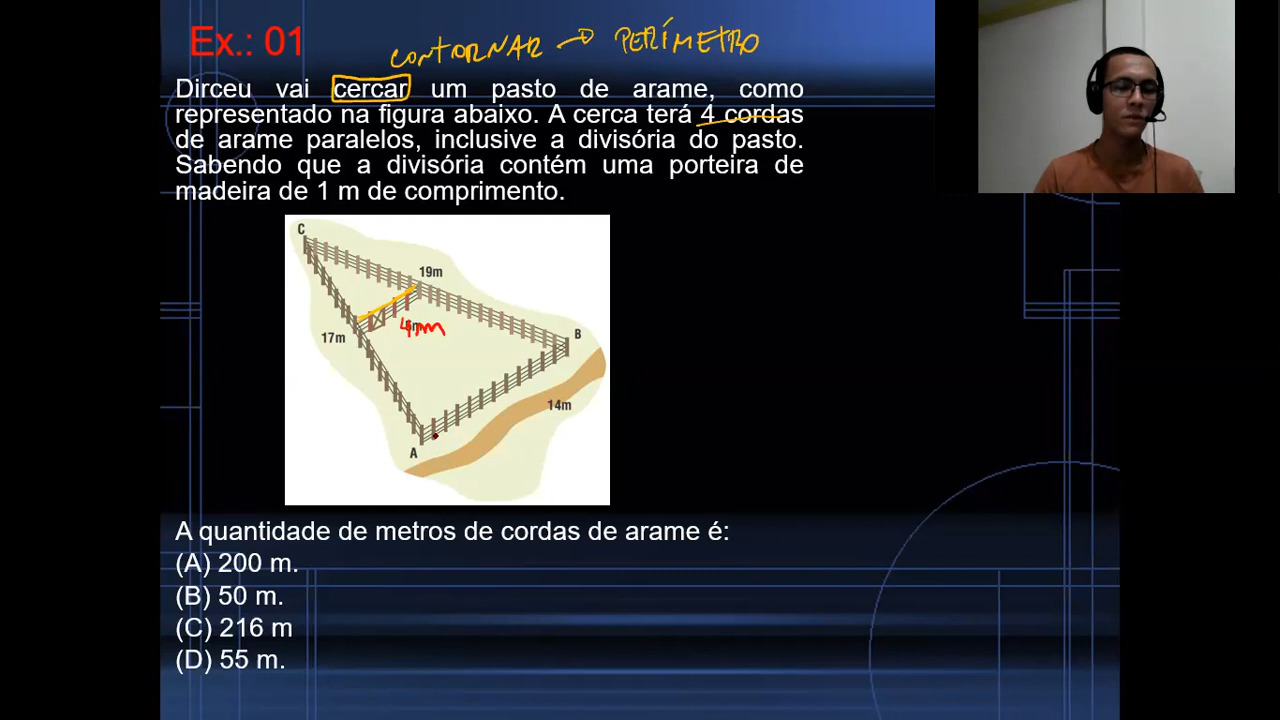 Ex.: 01
CONTORNAR → PERÍMETRO
Dirceu vai cercar um pasto de arame, como
representado na figura abaixo. A cerca terá 4 cordas
de arame paralelos, inclusive a divisória do pasto.
Sabendo que a divisória contém uma porteira de
madeira de 1 m de comprimento.
C
19m
4m
B
17m
14m
A
A quantidade de metros de cordas de arame é:
(A) 200 m.
(B) 50 m.
(C) 216 m
(D) 55 m.